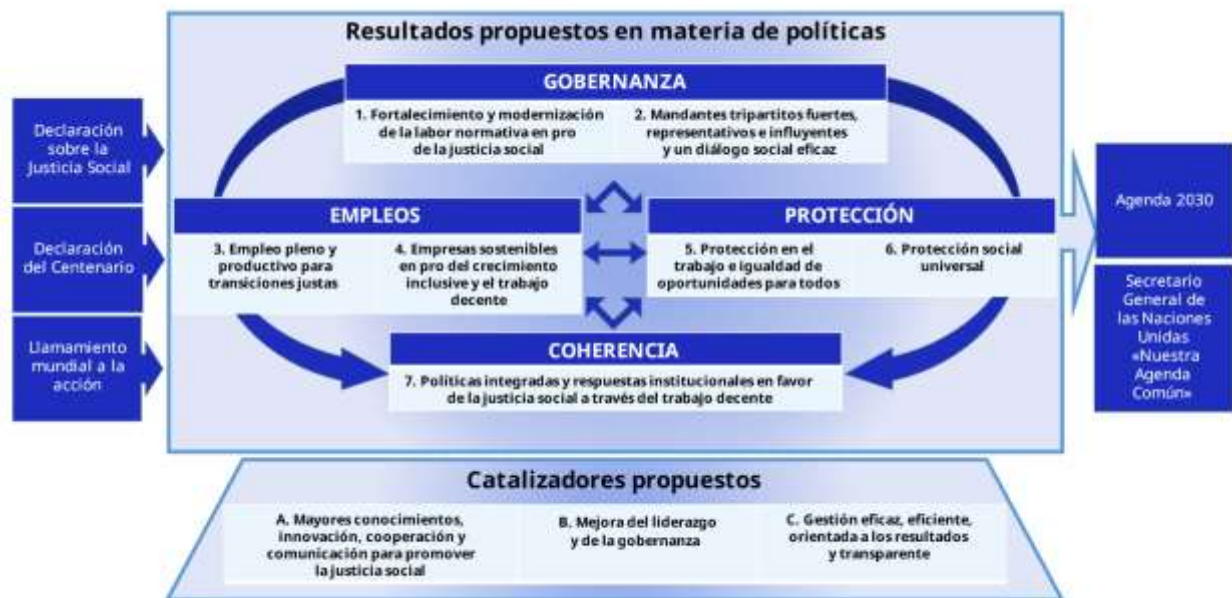 Resultados propuestos en materia de políticas
GOBERNANZA
1. Fortalecimiento y modernización
de la labor normativa en pro
de la justicia social
2. Mandantes tripartitos fuertes,
representativos e influyentes
y un diálogo social eficaz
Declaración
sobre la
Justicia Social
Declaración
del Centenario
Llamamiento
mundial a la
acción
EMPLEOS
3. Empleo pleno y
productivo para
transiciones justas
4. Empresas sostenibles
en pro del crecimiento
inclusive y el trabajo
decente
PROTECCIÓN
5. Protección en el
trabajo e igualdad de
oportunidades para todos
6. Protección social
universal
COHERENCIA
7. Políticas integradas y respuestas institucionales en favor
de la justicia social a través del trabajo decente
Agenda 2030
Secretario
General de
las Naciones
Unidas
«Nuestra
Agenda
Común»
Catalizadores propuestos
A. Mayores conocimientos,
innovación, cooperación y
comunicación para promover
la justicia social
B. Mejora del liderazgo
y de la gobernanza
C. Gestión eficaz, eficiente,
orientada a los resultados
y transparente